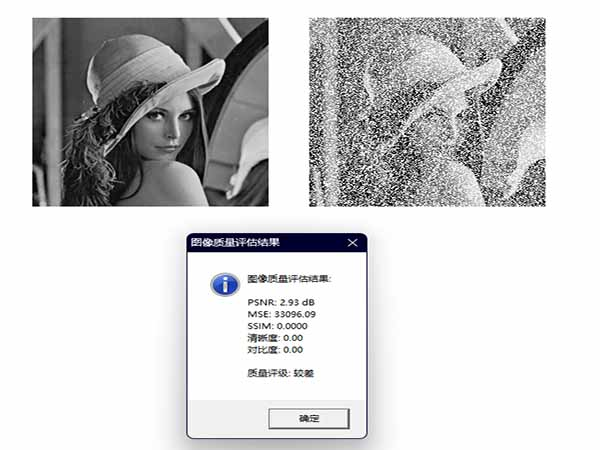 图像质量评估结果
图像质量评估结果:
PSNR: 2.93 dB
MSE: 33096.09
SSIM: 0.0000
清晰度: 0.00
对比度: 0.00
质量评级: 较差
确定